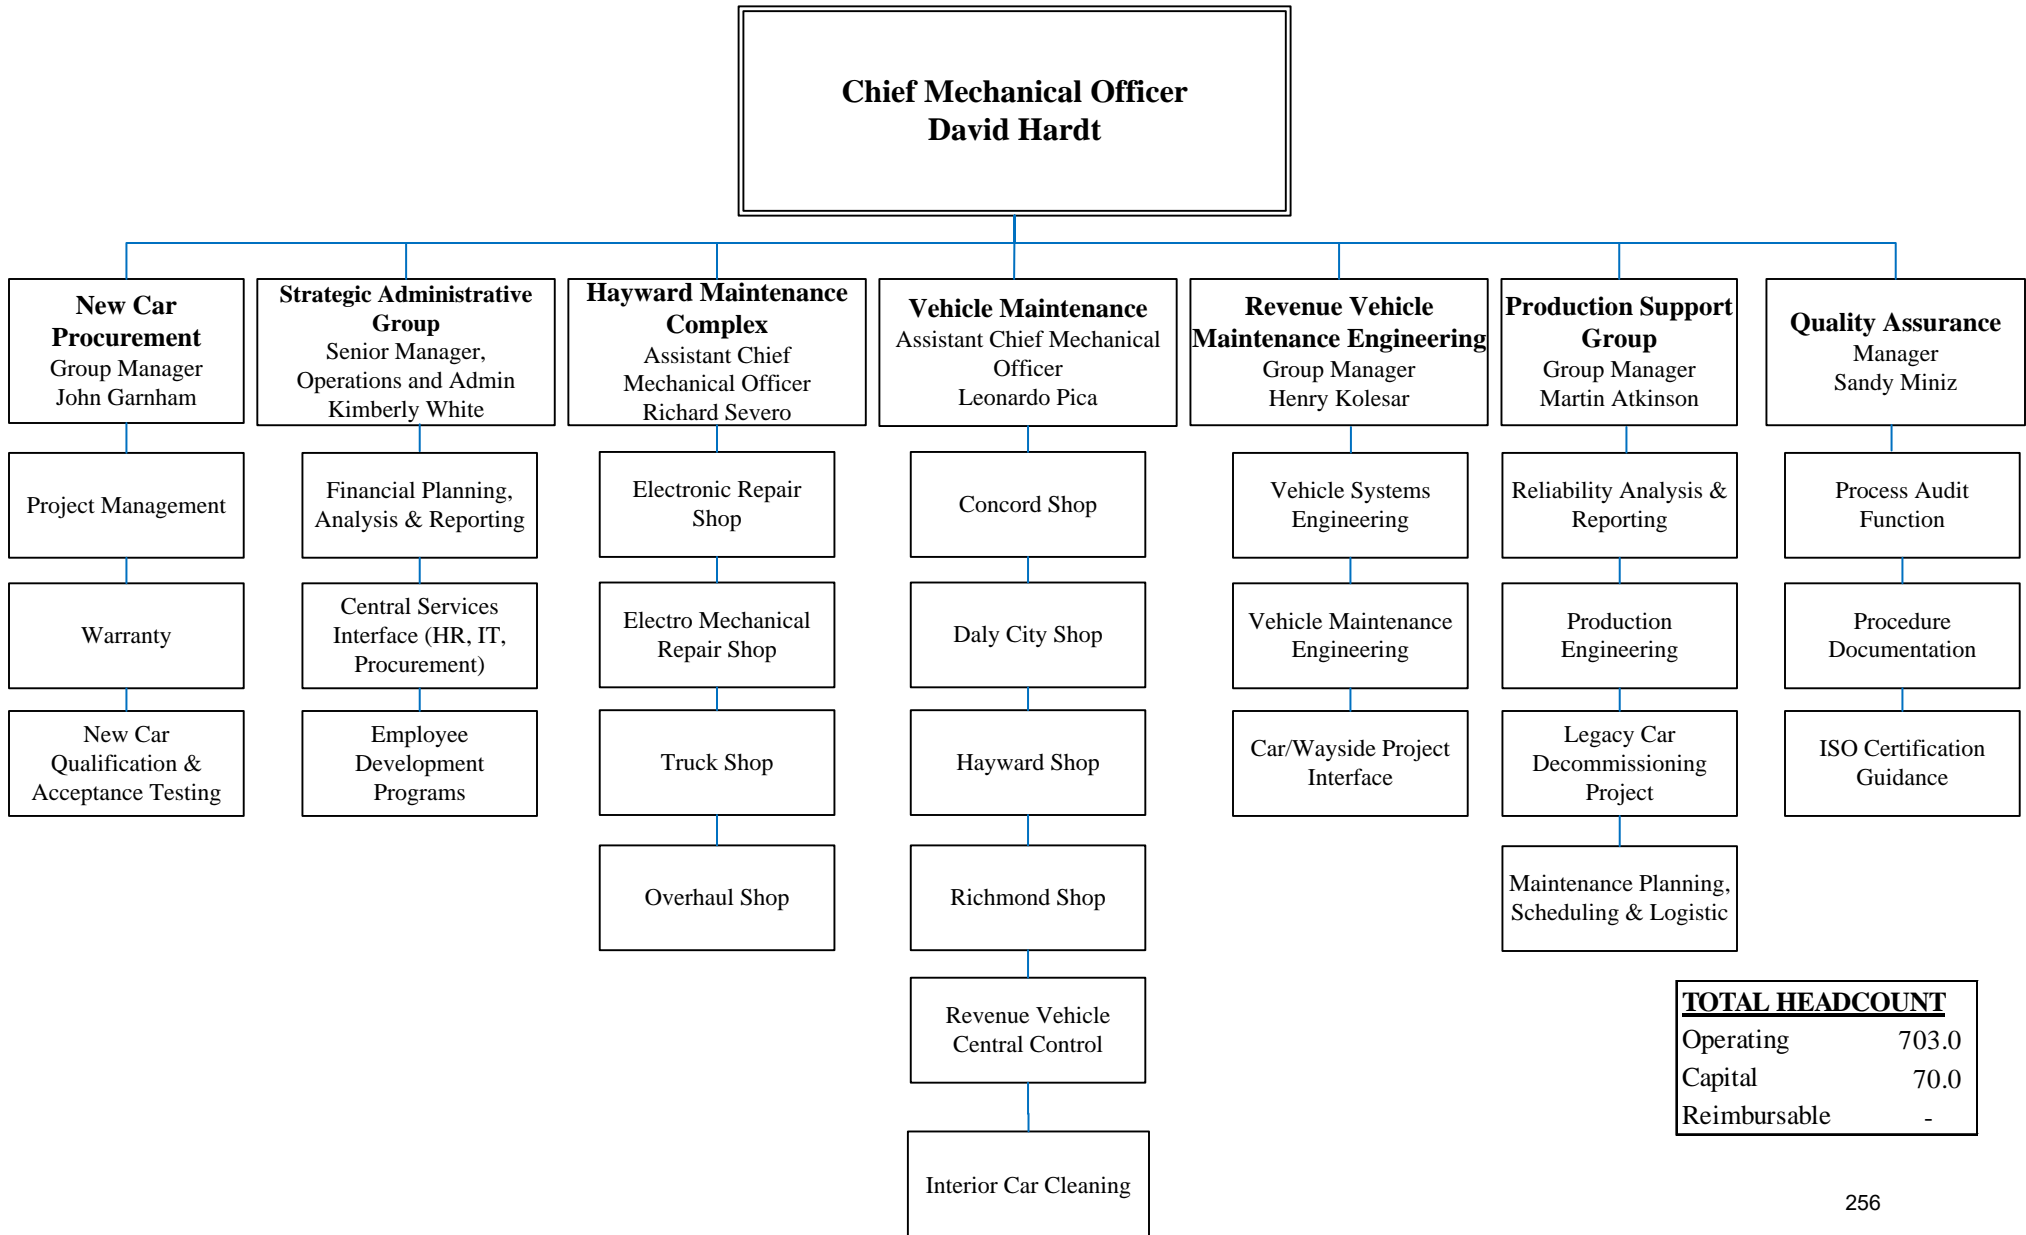 Chief Mechanical Officer
David Hardt
New Car
Procurement
Group Manager
John Garnham
Project Management
Warranty
New Car
Qualification &
Acceptance Testing
Strategic Administrative
Group
Senior Manager,
Operations and Admin
Kimberly White
Financial Planning,
Analysis & Reporting
Central Services
Interface (HR, IT,
Procurement)
Employee
Development
Programs
Hayward Maintenance
Complex
Assistant Chief
Mechanical Officer
Richard Severo
Electronic Repair
Shop
Electro Mechanical
Repair Shop
Truck Shop
Overhaul Shop
Vehicle Maintenance
Assistant Chief Mechanical
Officer
Leonardo Pica
Concord Shop
Daly City Shop
Hayward Shop
Richmond Shop
Revenue Vehicle
Central Control
Interior Car Cleaning
Revenue Vehicle
Maintenance Engineering
Group Manager
Henry Kolesar
Vehicle Systems
Engineering
Vehicle Maintenance
Engineering
Car/Wayside Project
Interface
Production Support
Group
Group Manager
Martin Atkinson
Reliability Analysis &
Reporting
Production
Engineering
Legacy Car
Decommissioning
Project
Maintenance Planning,
Scheduling & Logistic
Quality Assurance
Manager
Sandy Miniz
Process Audit
Function
Procedure
Documentation
ISO Certification
Guidance
TOTAL HEADCOUNT
Operating 703.0
Capital 70.0
Reimbursable -
256